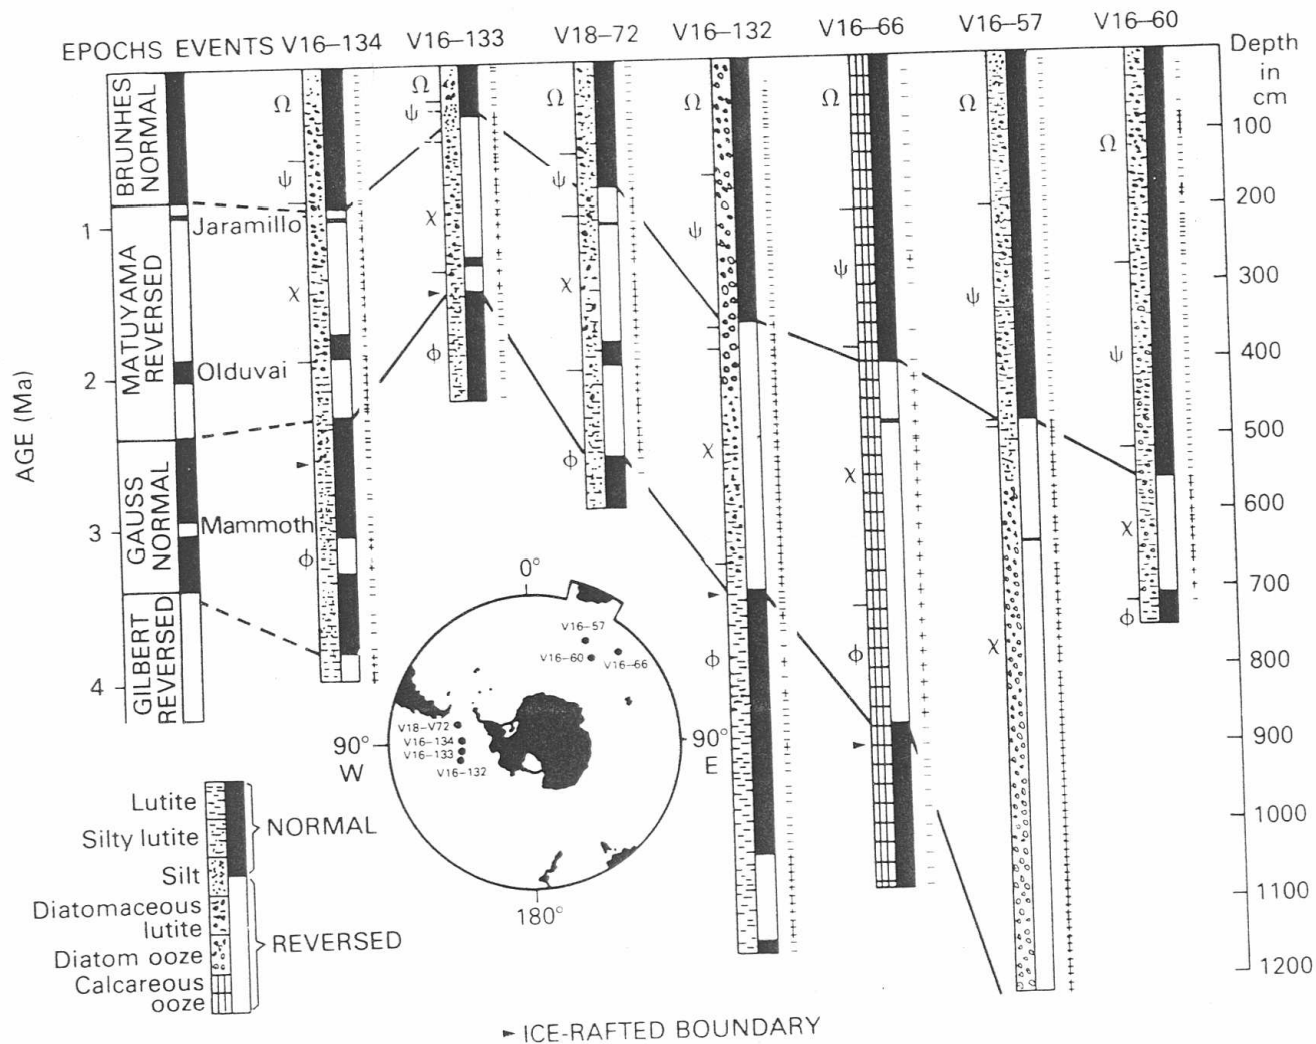 EPOCHS EVENTS V16–134 V16–133 V18–72 V16–132 V16–66 V16–57 V16–60 Depth
in
cm
BRUNHES
NORMAL
MATUYAMA
REVERSED
GAUSS
NORMAL
GILBERT
REVERSED
AGE (Ma)
1
2
3
4
Jaramillo
Olduvai
Mammoth
Ω
ψ
χ
ϕ
Ω
ψ
χ
ϕ
Ω
ψ
χ
ϕ
Ω
ψ
χ
ϕ
Ω
ψ
χ
ϕ
Ω
ψ
χ
Ω
ψ
χ
ϕ
100
200
300
400
500
600
700
800
900
1000
1100
1200
0°
90°
W
90°
E
180°
V16–57
V16–60
V16–66
V18–V72
V16–134
V16–133
V16–132
Lutite
Silty lutite
Silt
Diatomaceous
lutite
Diatom ooze
Calcareous
ooze
NORMAL
REVERSED
ICE-RAFTED BOUNDARY